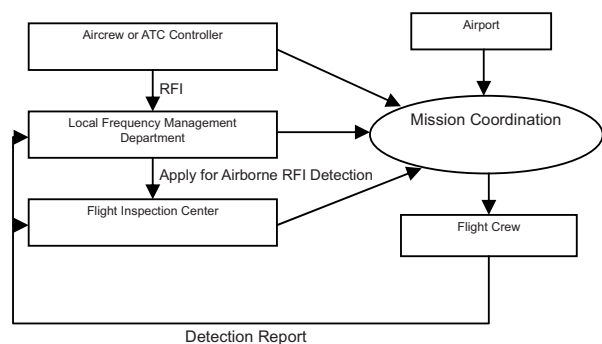 Aircrew or ATC Controller
Airport
RFI
Local Frequency Management
Department
Mission Coordination
Apply for Airborne RFI Detection
Flight Inspection Center
Flight Crew
Detection Report